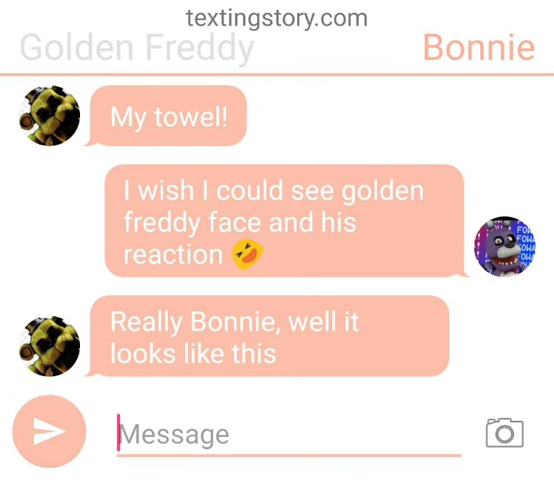 textingstory.com
Golden Freddy
Bonnie
My towel!
I wish I could see golden
freddy face and his
reaction 🤣
Really Bonnie, well it
looks like this
Message